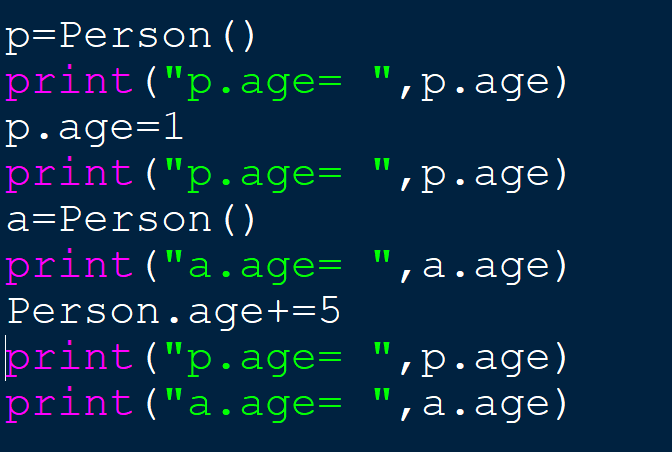 p=Person()
print("p.age= ",p.age)
p.age=1
print("p.age= ",p.age)
a=Person()
print("a.age= ",a.age)
Person.age+=5
print("p.age= ",p.age)
print("a.age= ",a.age)